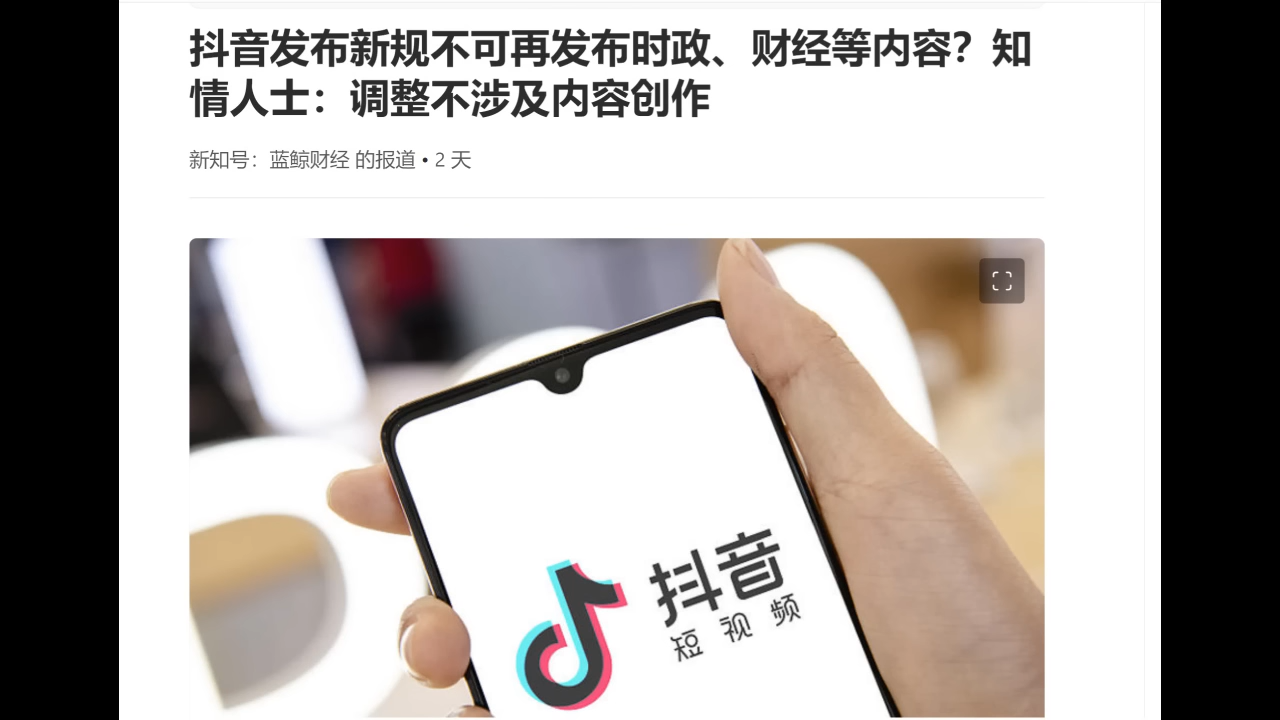 抖音发布新规不可再发布时政、财经等内容？知
情人士：调整不涉及内容创作
新知号：蓝鲸财经 的报道 • 2 天
抖音
短视频